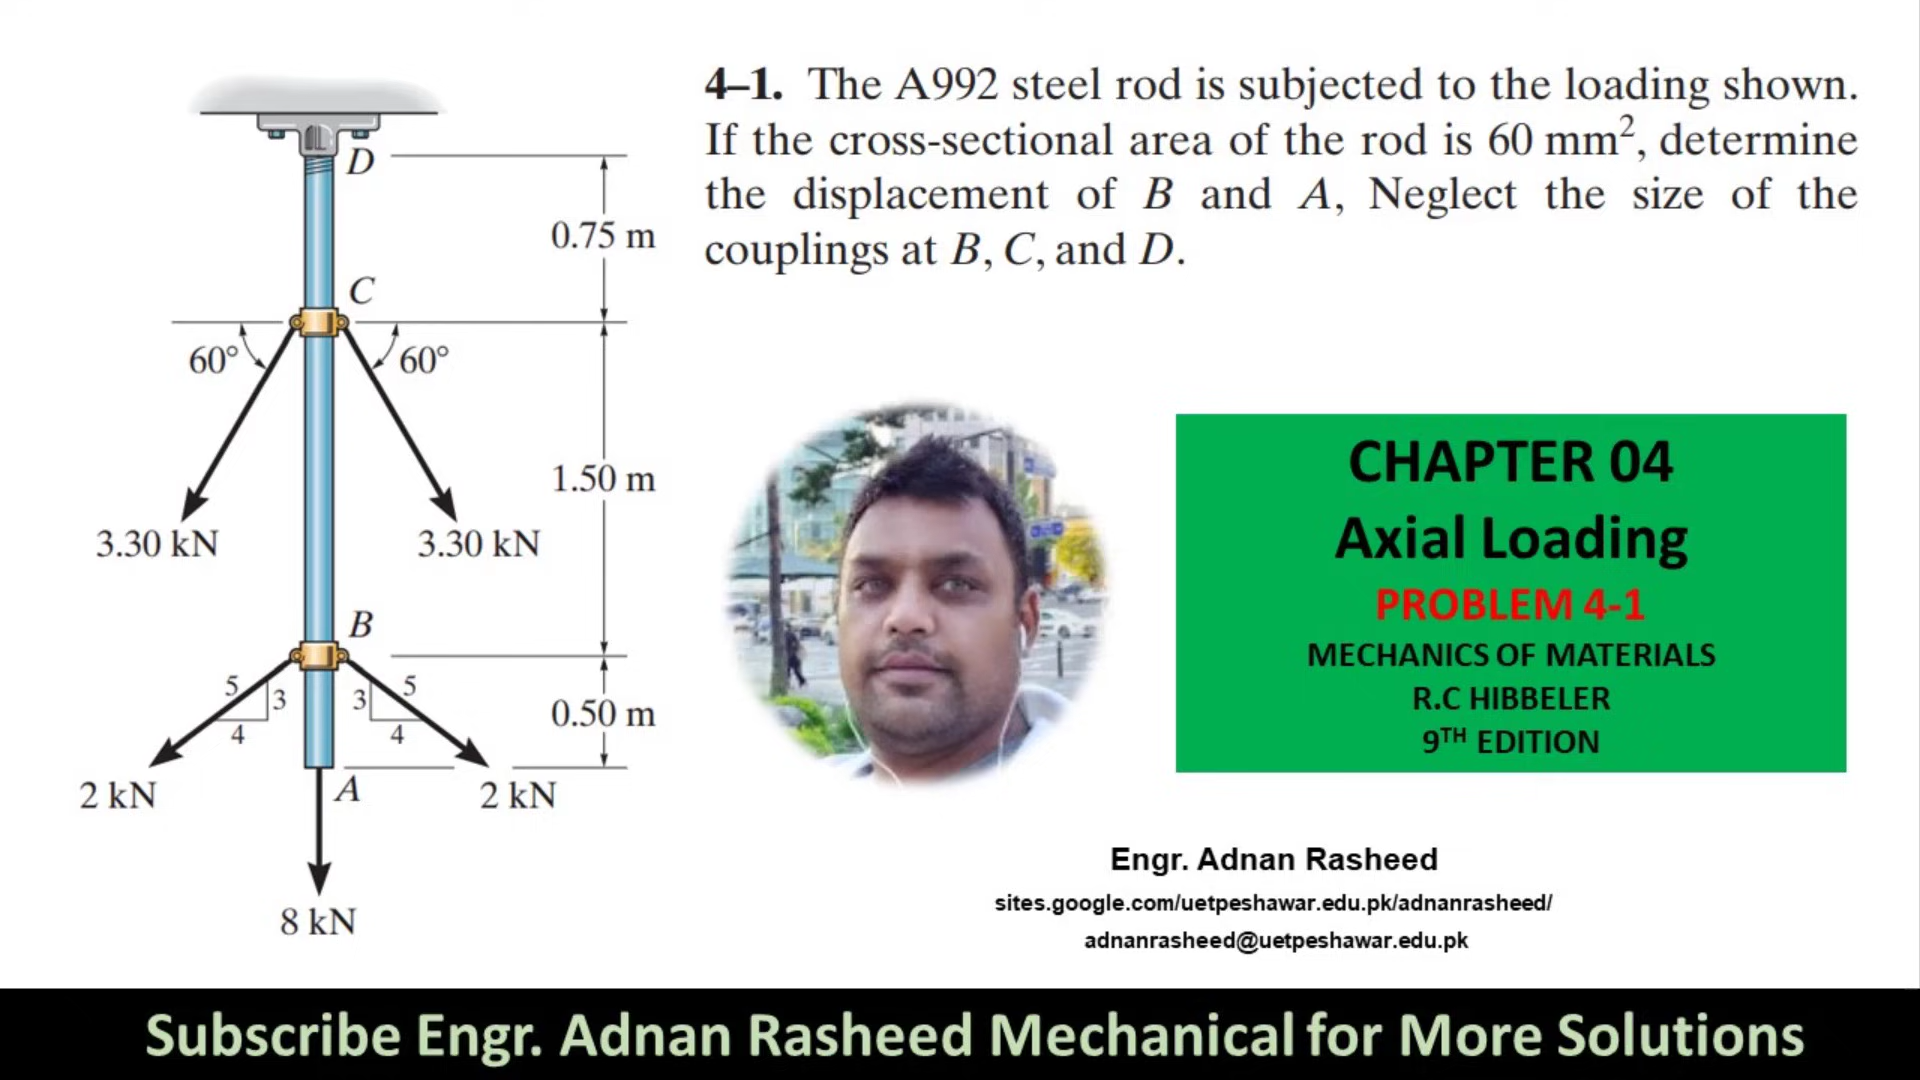 4–1. The A992 steel rod is subjected to the loading shown.
If the cross-sectional area of the rod is 60 mm², determine
the displacement of B and A, Neglect the size of the
couplings at B, C, and D.
D
0.75 m
C
60°
60°
1.50 m
3.30 kN
3.30 kN
B
5
3
4
3
5
4
0.50 m
2 kN
A
2 kN
8 kN
CHAPTER 04
Axial Loading
PROBLEM 4-1
MECHANICS OF MATERIALS
R.C HIBBELER
9TH EDITION
Engr. Adnan Rasheed
sites.google.com/uetpeshawar.edu.pk/adnanrasheed/
adnanrasheed@uetpeshawar.edu.pk
Subscribe Engr. Adnan Rasheed Mechanical for More Solutions